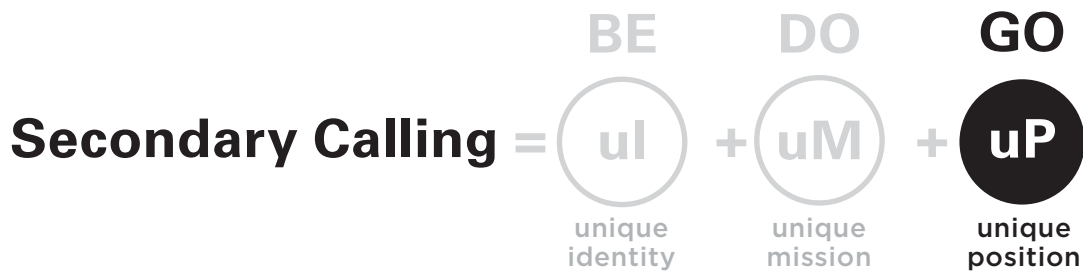 BE DO GO
Secondary Calling = uI + uM + uP
unique unique unique
identity mission position